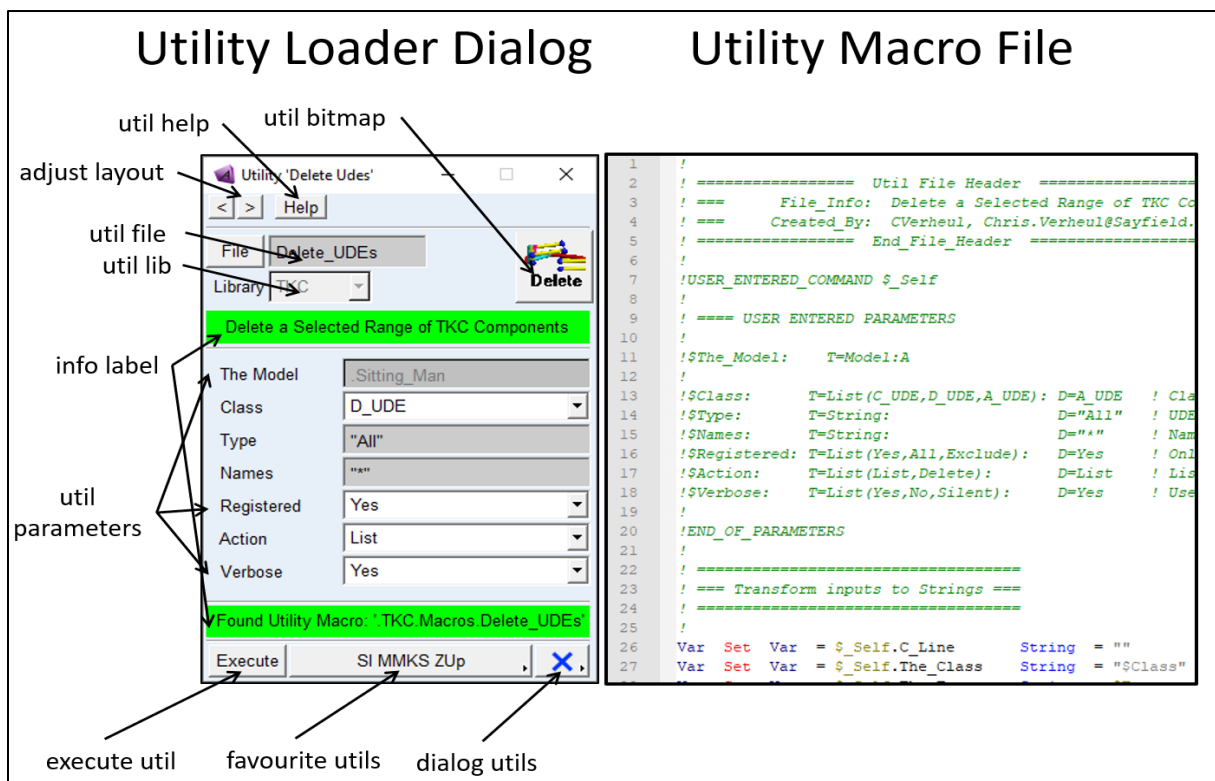 Utility Loader Dialog
Utility Macro File
util help
util bitmap
adjust layout
util file
util lib
info label
util
parameters
execute util
favourite utils
dialog utils
Utility 'Delete Udes'
< > Help
File Delete_UDEs
Library TKC
Delete
Delete a Selected Range of TKC Components
The Model .Sitting_Man
Class D_UDE
Type "All"
Names "*"
Registered Yes
Action List
Verbose Yes
Found Utility Macro: '.TKC.Macros.Delete_UDEs'
Execute SI MMKS ZUp
1 !
2 ! ================= Util File Header =================
3 ! === File_Info: Delete a Selected Range of TKC Co
4 ! === Created_By: CVerheul, Chris.Verheul@Sayfield.
5 ! ================= End_File_Header =================
6 !
7 !USER_ENTERED_COMMAND $_Self
8 !
9 ! ==== USER ENTERED PARAMETERS
10 !
11 !$The_Model: T=Model:A
12 !
13 !$Class: T=List(C_UDE,D_UDE,A_UDE): D=A_UDE ! Cla
14 !$Type: T=String: D="All" ! UDE
15 !$Names: T=String: D="*" ! Nam
16 !$Registered: T=List(Yes,All,Exclude): D=Yes ! Onl
17 !$Action: T=List(List,Delete): D=List ! Lis
18 !$Verbose: T=List(Yes,No,Silent): D=Yes ! Use
19 !
20 !END_OF_PARAMETERS
21 !
22 ! ===================================
23 ! === Transform inputs to Strings ===
24 ! ===================================
25 !
26 Var Set Var = $_Self.C_Line String = ""
27 Var Set Var = $_Self.The_Class String = "$Class"